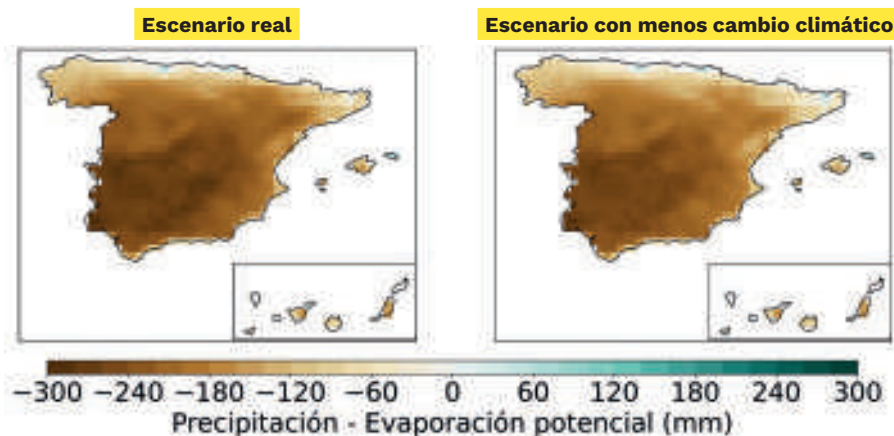 Escenario real
Escenario con menos cambio climático
−300 −240 −180 −120 −60 0 60 120 180 240 300
Precipitación - Evaporación potencial (mm)